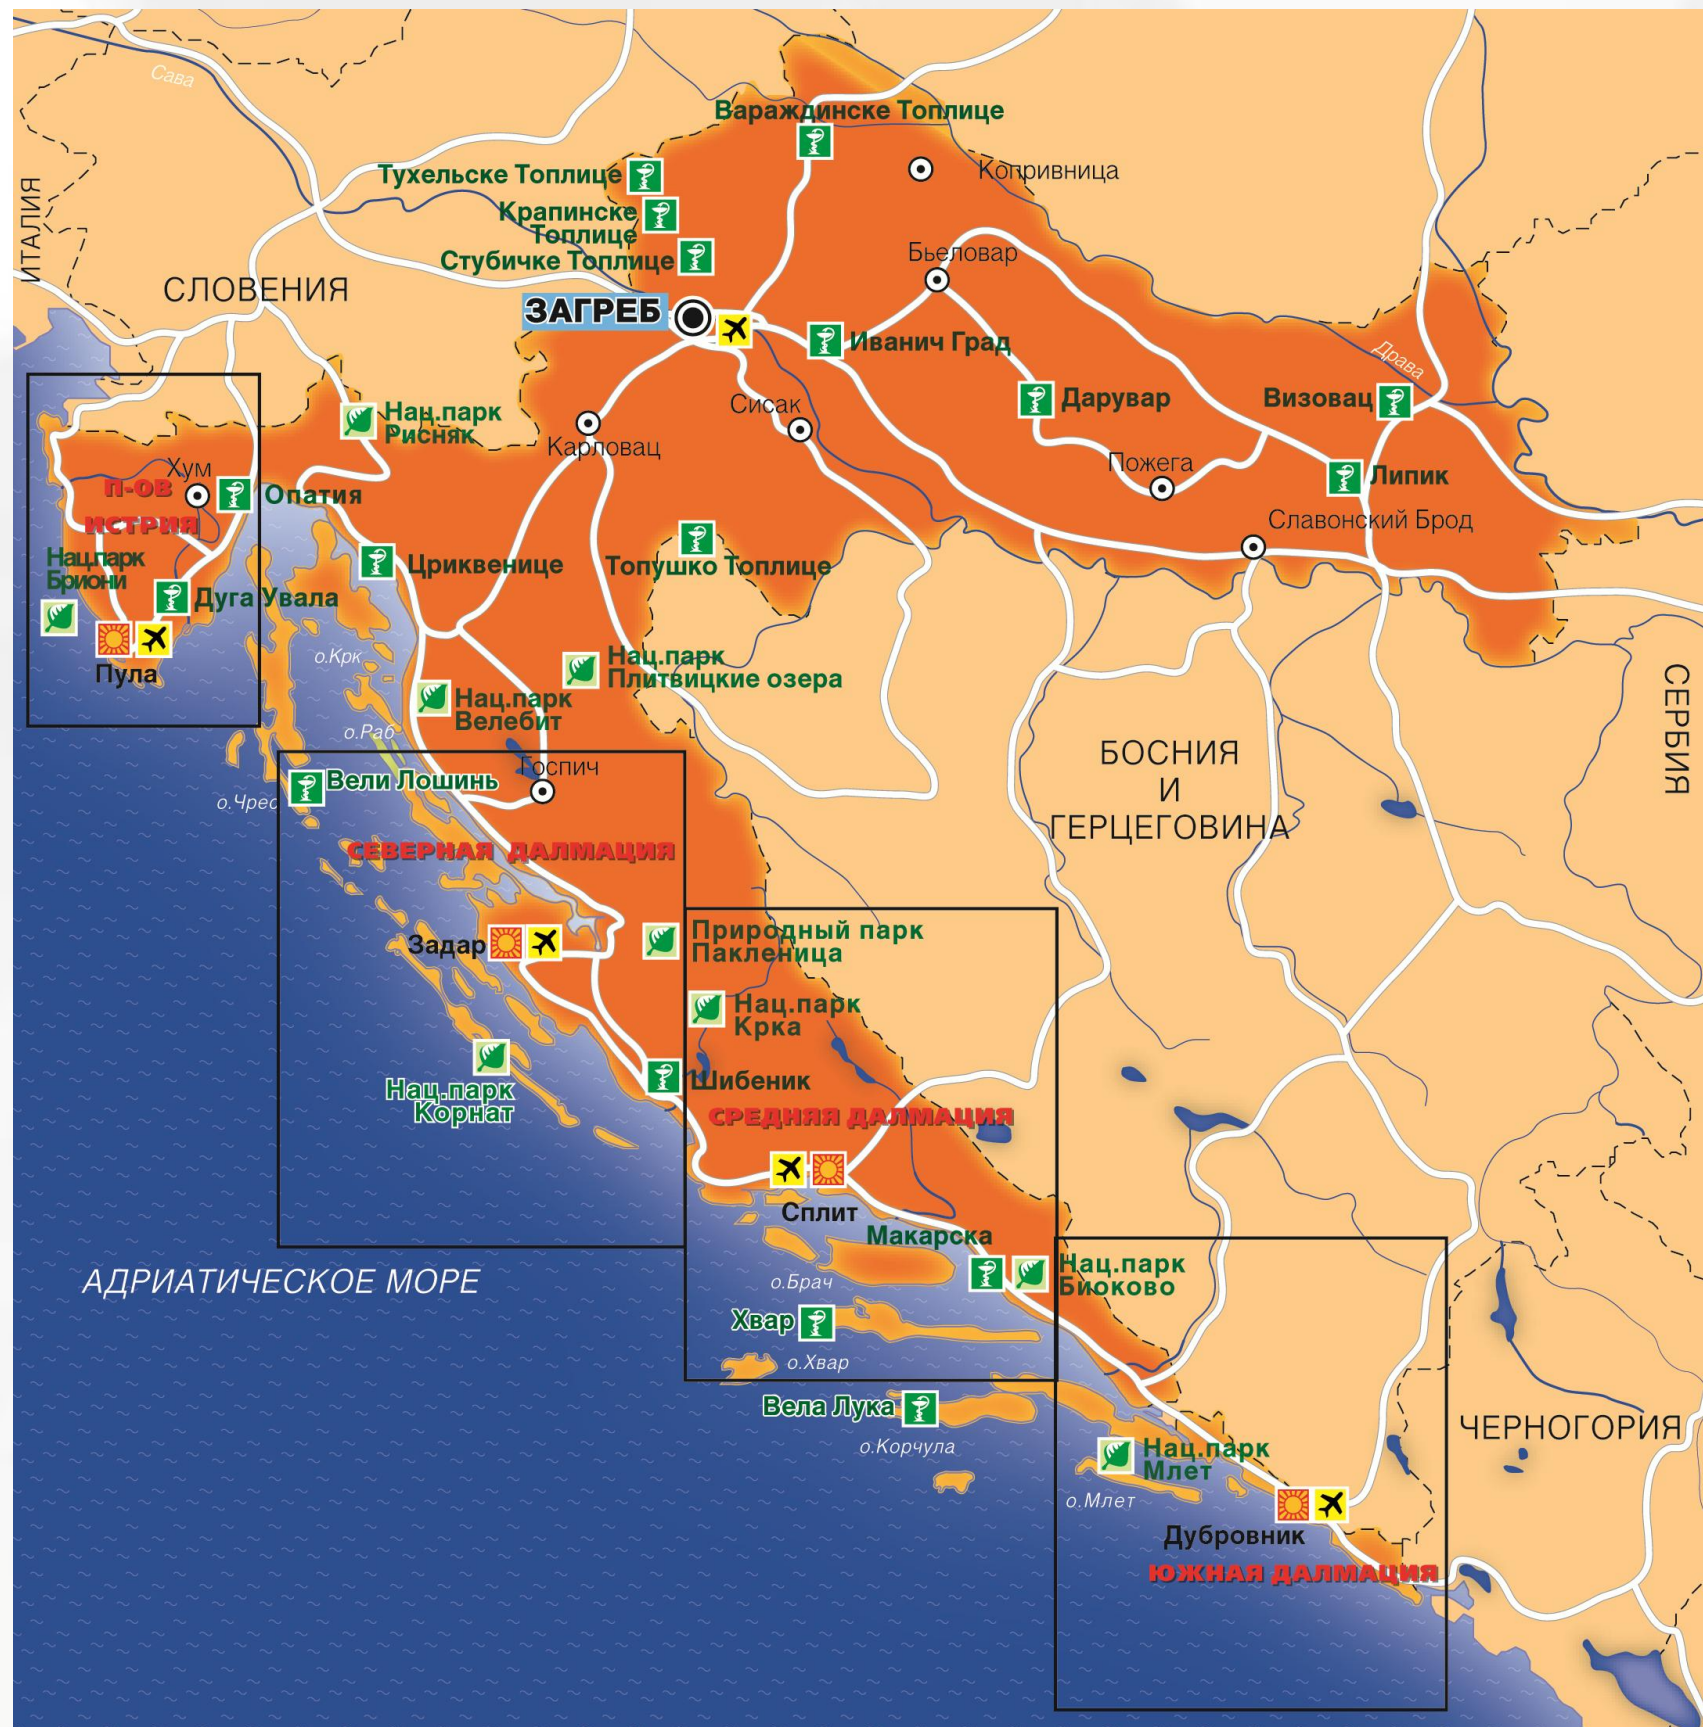 Сава
Вараждинске Топлице
Тухельске Топлице
Копривница
ИТАЛИЯ
Крапинске
Топлице
Стубичке Топлице
Бьеловар
СЛОВЕНИЯ
ЗАГРЕБ
Иванич Град
Драва
Дарувар
Визовац
Сисак
Нац.парк
Рисняк
Карловац
Хум
Пожега
Липик
п-ов
ИСТРИЯ
Опатия
Славонский Брод
Нац.парк
Бриони
Цриквенице
Топушко Топлице
Дуга Увала
Пула
о.Крк
Нац.парк
Плитвицкие озера
Нац.парк
Велебит
СЕРБИЯ
о.Раб
БОСНИЯ
И
ГЕРЦЕГОВИНА
Госпич
Вели Лошинь
о.Чрес
СЕВЕРНАЯ ДАЛМАЦИЯ
Задар
Природный парк
Пакленица
Нац.парк
Крка
Нац.парк
Корнат
Шибеник
СРЕДНЯЯ ДАЛМАЦИЯ
Сплит
Макарска
АДРИАТИЧЕСКОЕ МОРЕ
о.Брач
Нац.парк
Биоково
Хвар
о.Хвар
Вела Лука
о.Корчула
ЧЕРНОГОРИЯ
Нац.парк
Млет
о.Млет
Дубровник
ЮЖНАЯ ДАЛМАЦИЯ